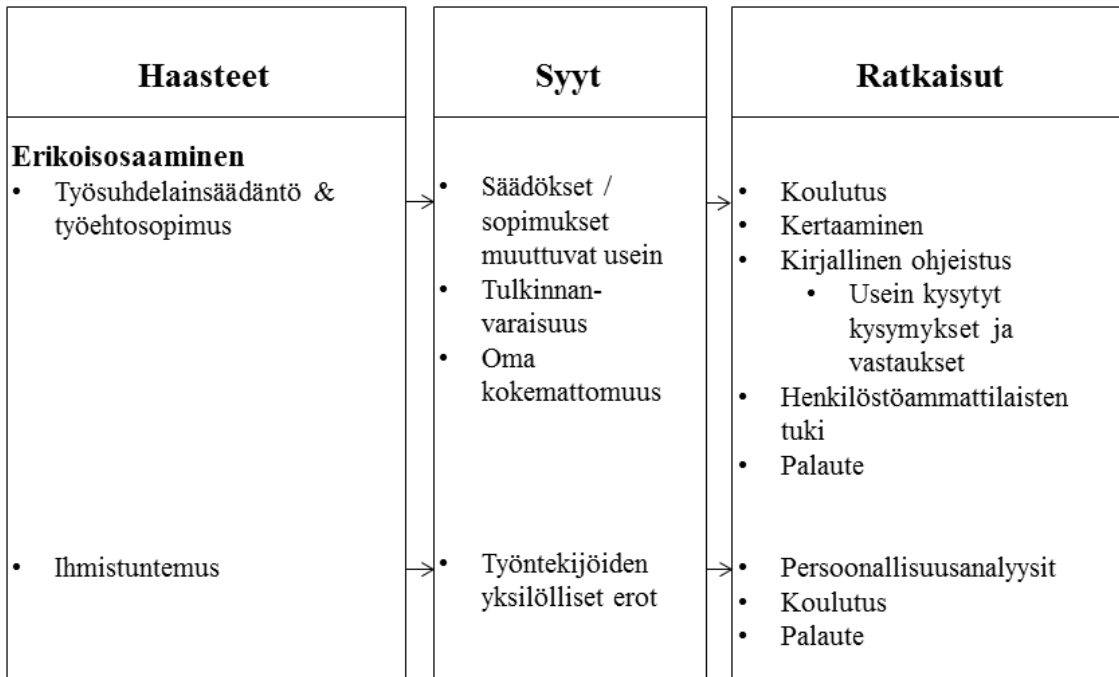 Haasteet
Syyt
Ratkaisut
Erikoisosaaminen
• Työsuhdelainsäädäntö &
työehtosopimus
• Säädökset /
sopimukset
muuttuvat usein
• Tulkinnan-
varaisuus
• Oma
kokemattomuus
• Koulutus
• Kertaaminen
• Kirjallinen ohjeistus
• Usein kysytyt
kysymykset ja
vastaukset
• Henkilöstöammattilaisten
tuki
• Palaute
• Ihmistuntemus
• Työntekijöiden
yksilölliset erot
• Persoonallisuusanalyysit
• Koulutus
• Palaute